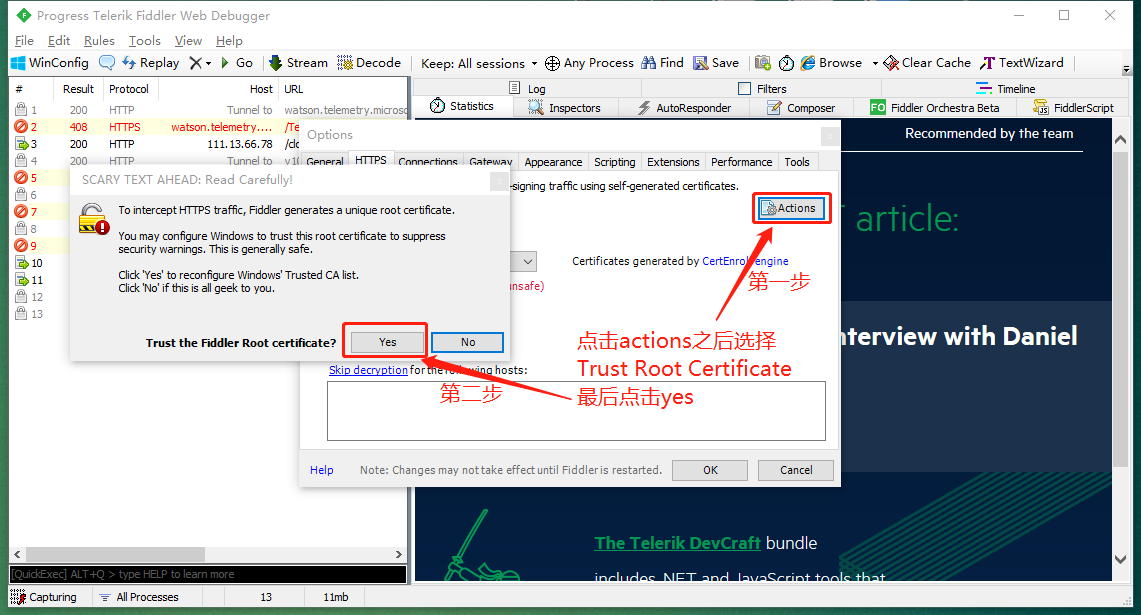 Progress Telerik Fiddler Web Debugger
File Edit Rules Tools View Help
WinConfig Replay Go Stream Decode Keep: All sessions Any Process Find Save Browse Clear Cache TextWizard
# Result Protocol Host URL
1 200 HTTP Tunnel to watson.telemetry.microso
2 408 HTTPS watson.telemetry.... /Te
3 200 HTTP 111.13.66.78 /clo
4 200 HTTP Tunnel to v10
5
6
7
8
9
10
11
12
13
Log Filters Timeline
Statistics Inspectors AutoResponder Composer FO Fiddler Orchestra Beta FiddlerScript
Recommended by the team
article:
nterview with Daniel
The Telerik DevCraft bundle
includes .NET and JavaScript tools that
Options
General HTTPS Connections Gateway Appearance Scripting Extensions Performance Tools
-signing traffic using self-generated certificates.
Actions
Certificates generated by CertEnroll engine
nsafe)
第一步
点击actions之后选择
Trust Root Certificate
最后点击yes
Skip decryption for the following hosts:
第二步
Help Note: Changes may not take effect until Fiddler is restarted. OK Cancel
SCARY TEXT AHEAD: Read Carefully!
To intercept HTTPS traffic, Fiddler generates a unique root certificate.
You may configure Windows to trust this root certificate to suppress
security warnings. This is generally safe.
Click 'Yes' to reconfigure Windows' Trusted CA list.
Click 'No' if this is all geek to you.
Trust the Fiddler Root certificate? Yes No
[QuickExec] ALT+Q > type HELP to learn more
Capturing All Processes 13 11mb